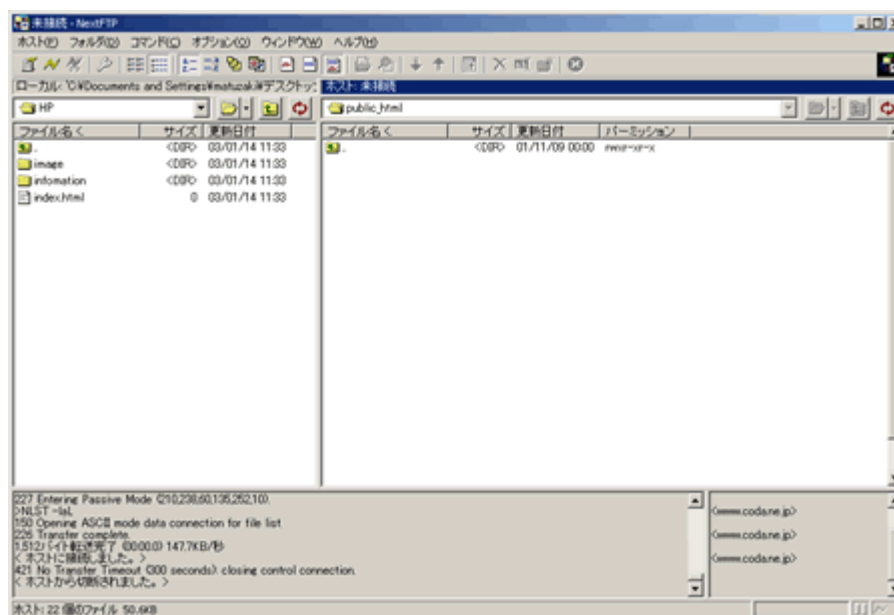 未接続 - NextFTP
ホスト(F) フォルダ(D) コマンド(C) オプション(O) ウィンドウ(W) ヘルプ(H)
ローカル: 'C:¥Documents and Settings¥matuzaki¥デスクトップ
ホスト: 未接続
HP
public_html
ファイル名 < サイズ 更新日付
ファイル名 < サイズ 更新日付 パーミッション
. <DIR> 03/01/14 11:33
. <DIR> 01/11/09 00:00 rwxr-xr-x
image <DIR> 03/01/14 11:33
infomation <DIR> 03/01/14 11:33
index.html 0 03/01/14 11:33
227 Entering Passive Mode (210,238,60,135,252,10).
>NLST -laL
150 Opening ASCII mode data connection for file list
226 Transfer complete.
1,512バイト転送完了 (00:00:0) 147.7KB/秒
< ホストに接続しました。 >
421 No Transfer Timeout (300 seconds): closing control connection.
< ホストから切断されました。 >
<www.coda.ne.jp>
<www.coda.ne.jp>
<www.coda.ne.jp>
ホスト: 22 個のファイル 50.6KB